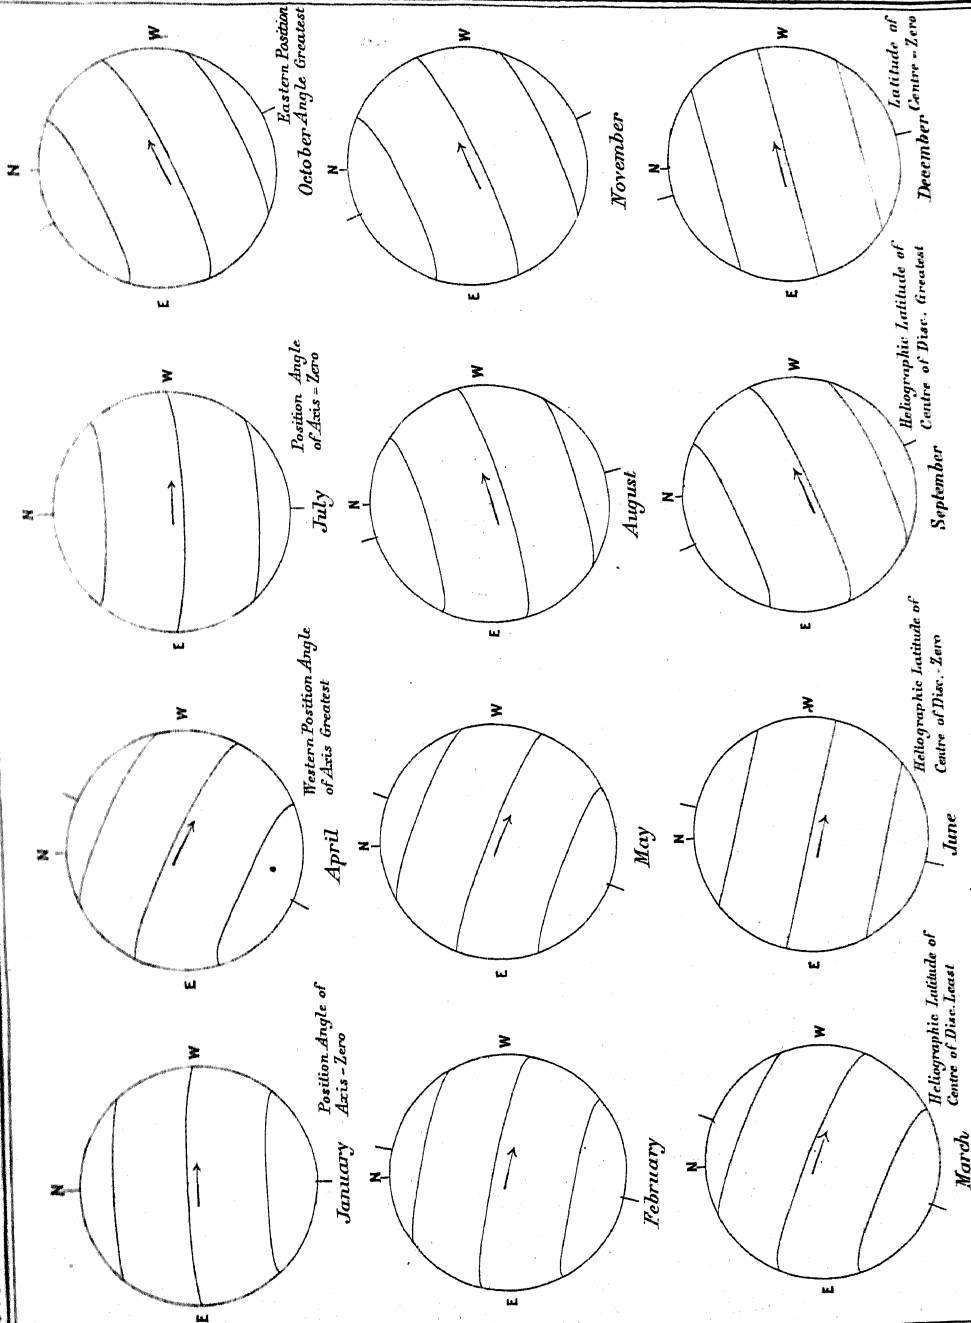 N
E
W
January
Position Angle of
Axis - Zero
N
E
W
April
Western Position Angle
of Axis Greatest
N
E
W
July
Position Angle
of Axis = Zero
N
E
W
October
Eastern Position
Angle Greatest
N
E
W
February
N
E
W
May
N
E
W
August
N
E
W
November
N
E
W
March
Heliographic Latitude of
Centre of Disc. Least
N
E
W
June
Heliographic Latitude of
Centre of Disc. - Zero
N
E
W
September
Heliographic Latitude of
Centre of Disc. Greatest
N
E
W
December
Latitude of
Centre = Zero